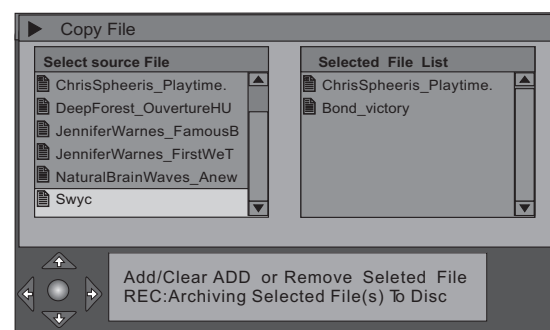 Copy File
Select source File
ChrisSpheeris_Playtime.
DeepForest_OuvertureHU
JenniferWarnes_FamousB
JenniferWarnes_FirstWeT
NaturalBrainWaves_Anew
Swyc
Selected File List
ChrisSpheeris_Playtime.
Bond_victory
Add/Clear ADD or Remove Seleted File
REC:Archiving Selected File(s) To Disc